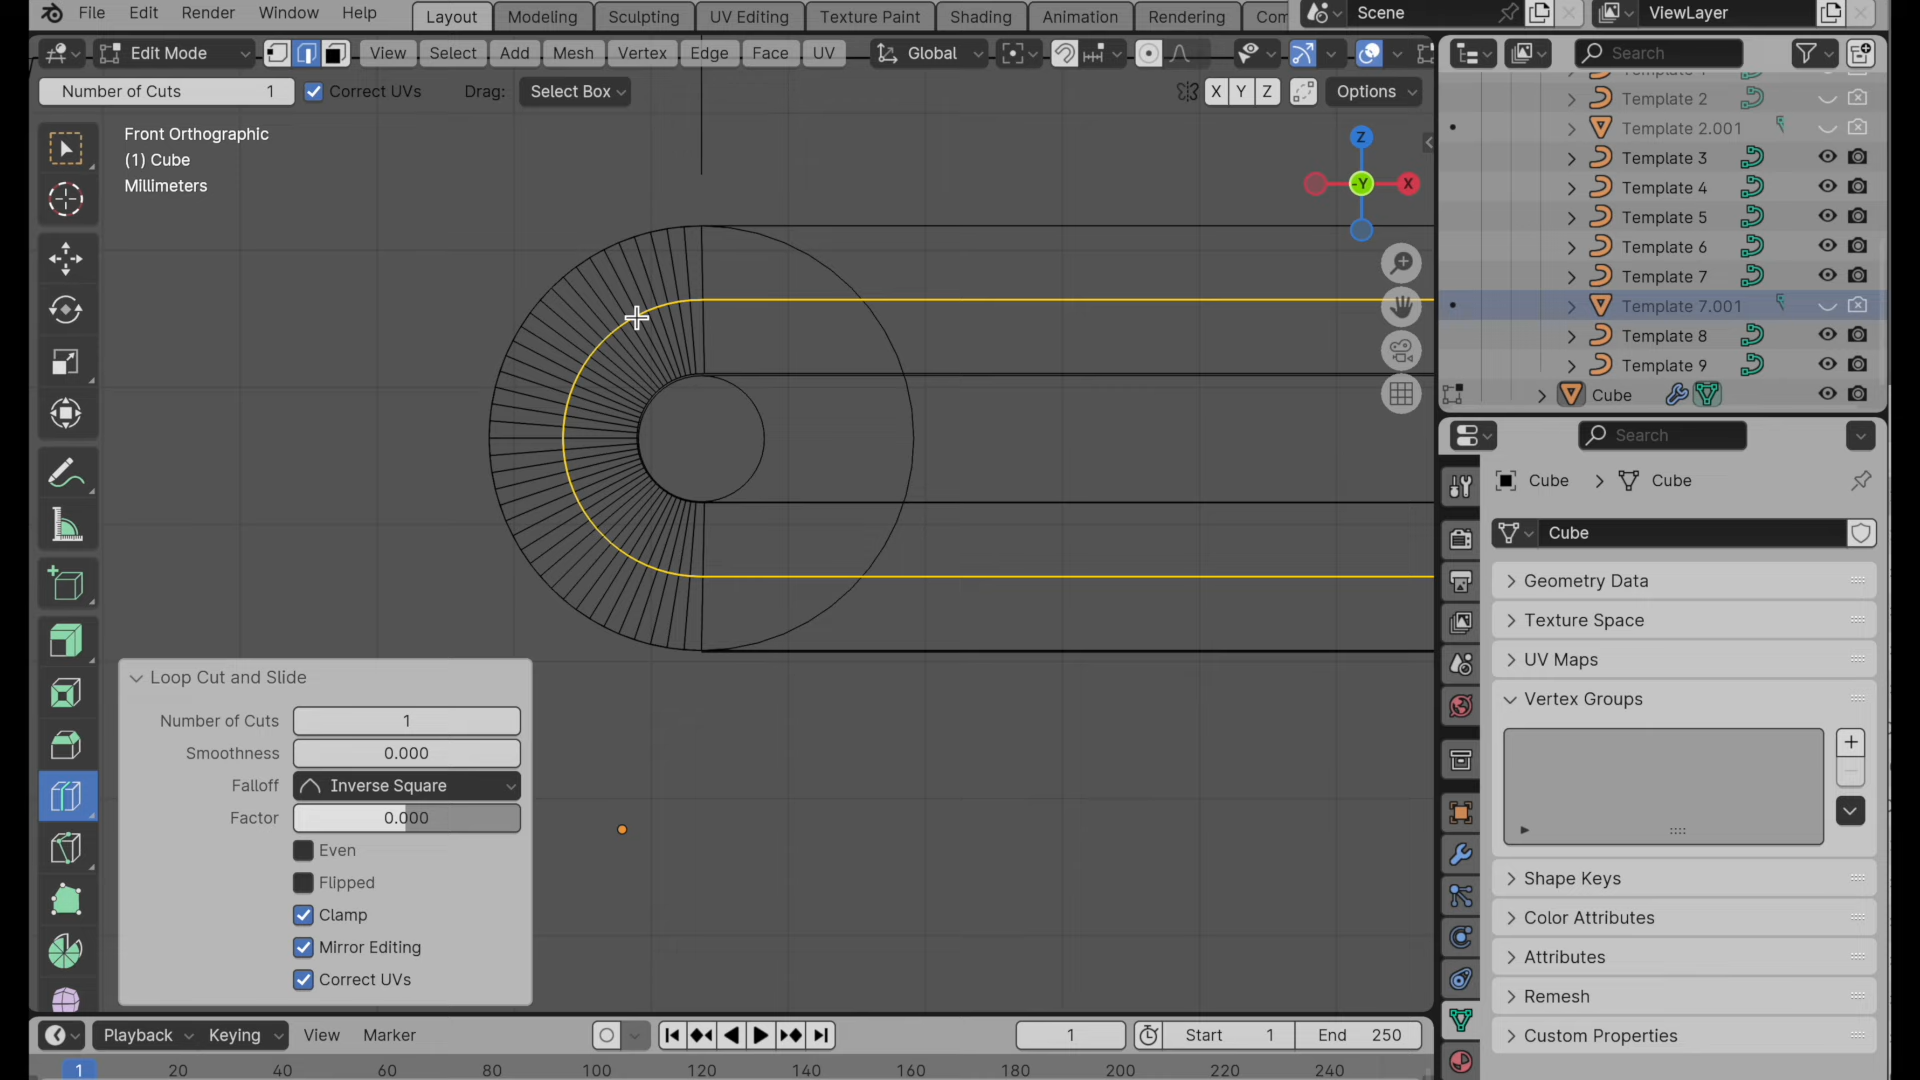 File Edit Render Window Help Layout Modeling Sculpting UV Editing Texture Paint Shading Animation Rendering Scene ViewLayer
Edit Mode View Select Add Mesh Vertex Edge Face UV Global Search
Number of Cuts 1 Correct UVs Drag: Select Box X Y Z Options
Template 2
Front Orthographic
(1) Cube
Millimeters
Z
-Y
X
Template 2.001
Template 3
Template 4
Template 5
Template 6
Template 7
Template 7.001
Template 8
Template 9
Cube
Search
Cube > Cube
Cube
Geometry Data
Texture Space
UV Maps
Vertex Groups
Shape Keys
Color Attributes
Attributes
Remesh
Custom Properties
Loop Cut and Slide
Number of Cuts 1
Smoothness 0.000
Falloff Inverse Square
Factor 0.000
Even
Flipped
Clamp
Mirror Editing
Correct UVs
Playback Keying View Marker 1 Start 1 End 250
1 20 40 60 80 100 120 140 160 180 200 220 240